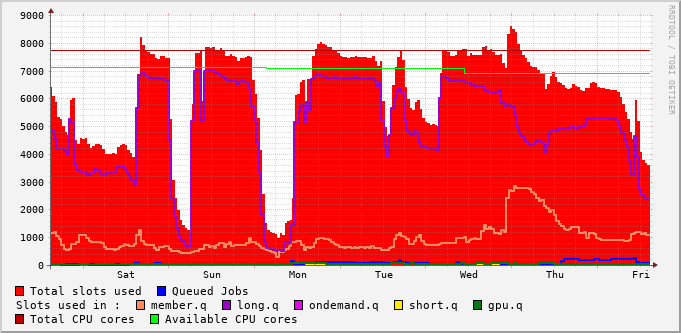 9000
8000
7000
6000
5000
4000
3000
2000
1000
0
Sat Sun Mon Tue Wed Thu Fri
Total slots used Queued Jobs
Slots used in : member.q long.q ondemand.q short.q gpu.q
Total CPU cores Available CPU cores
RRDTOOL / TOBI OETIKER